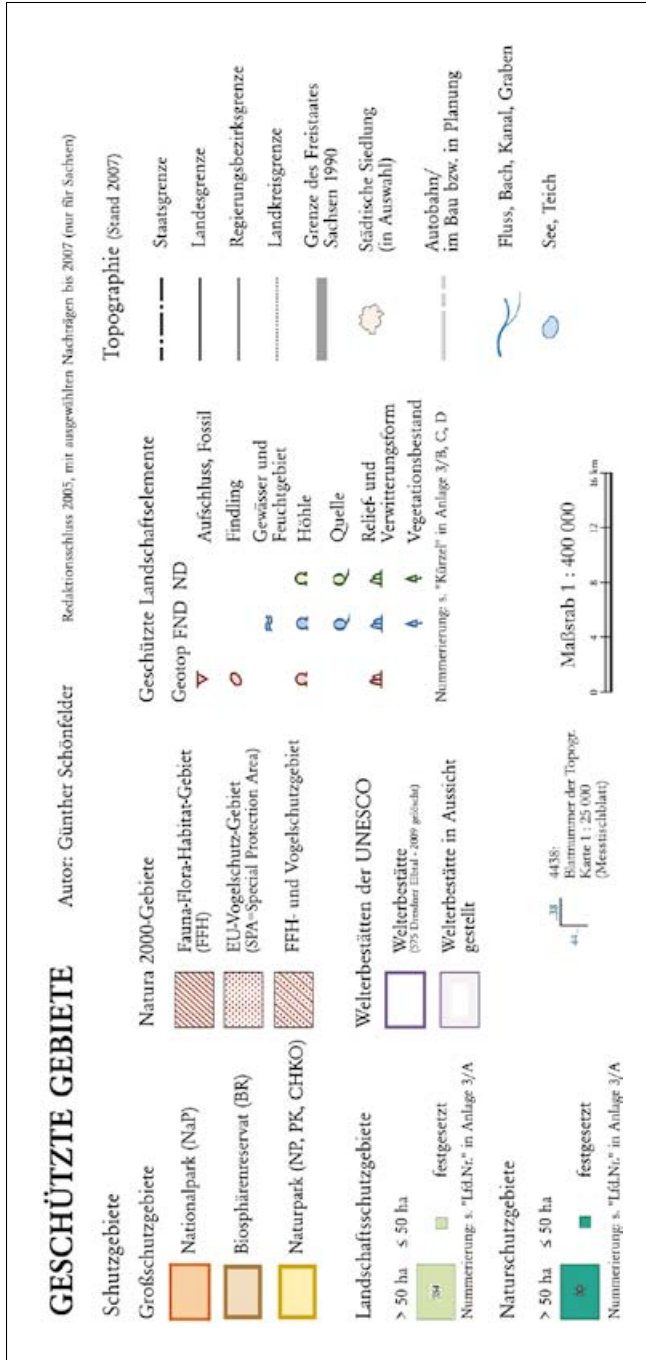 GESCHÜTZTE GEBIETE
Autor: Günther Schönfelder
Redaktionsschluss 2005, mit ausgewählten Nachträgen bis 2007 (nur für Sachsen)
Schutzgebiete
Großschutzgebiete
Nationalpark (NaP)
Biosphärenreservat (BR)
Naturpark (NP, PK, CHKO)
Landschaftsschutzgebiete
> 50 ha ≤ 50 ha
festgesetzt
Nummerierung: s. "Lfd.Nr." in Anlage 3/A
Naturschutzgebiete
> 50 ha ≤ 50 ha
festgesetzt
Nummerierung: s. "Lfd.Nr." in Anlage 3/A
Natura 2000-Gebiete
Fauna-Flora-Habitat-Gebiet
(FFH)
EU-Vogelschutz-Gebiet
(SPA=Special Protection Area)
FFH- und Vogelschutzgebiet
Welterbestätten der UNESCO
Welterbestätte
(575 Dresdner Elbtal - 2009 gelöscht)
Welterbestätte in Aussicht
gestellt
38
44
4438:
Blattnummer der Topogr.
Karte 1 : 25 000
(Messtischblatt)
Geschützte Landschaftselemente
Geotop FND ND
Aufschluss, Fossil
Findling
Gewässer und
Feuchtgebiet
Höhle
Quelle
Relief- und
Verwitterungsform
Vegetationsbestand
Nummerierung: s. "Kürzel" in Anlage 3/B, C, D
Maßstab 1 : 400 000
0 4 8 12 16 km
Topographie (Stand 2007)
Staatsgrenze
Landesgrenze
Regierungsbezirksgrenze
Landkreisgrenze
Grenze des Freistaates
Sachsen 1990
Städtische Siedlung
(in Auswahl)
Autobahn/
im Bau bzw. in Planung
Fluss, Bach, Kanal, Graben
See, Teich